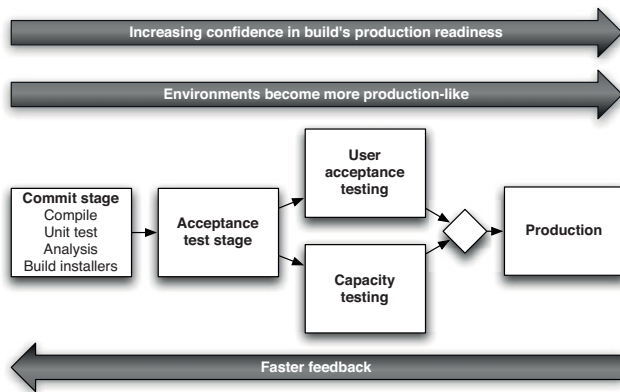 Increasing confidence in build's production readiness
Environments become more production-like
Commit stage
Compile
Unit test
Analysis
Build installers
Acceptance
test stage
User
acceptance
testing
Capacity
testing
Production
Faster feedback